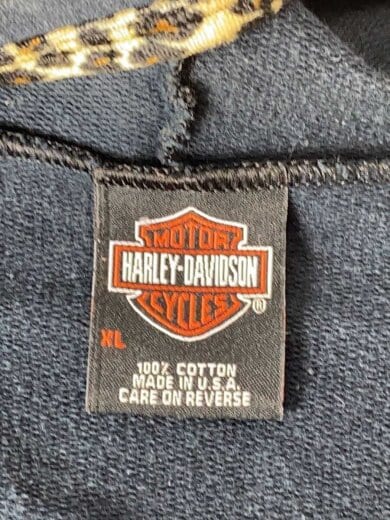 MOTOR
HARLEY-DAVIDSON
CYCLES
®
XL
100% COTTON
MADE IN U.S.A.
CARE ON REVERSE